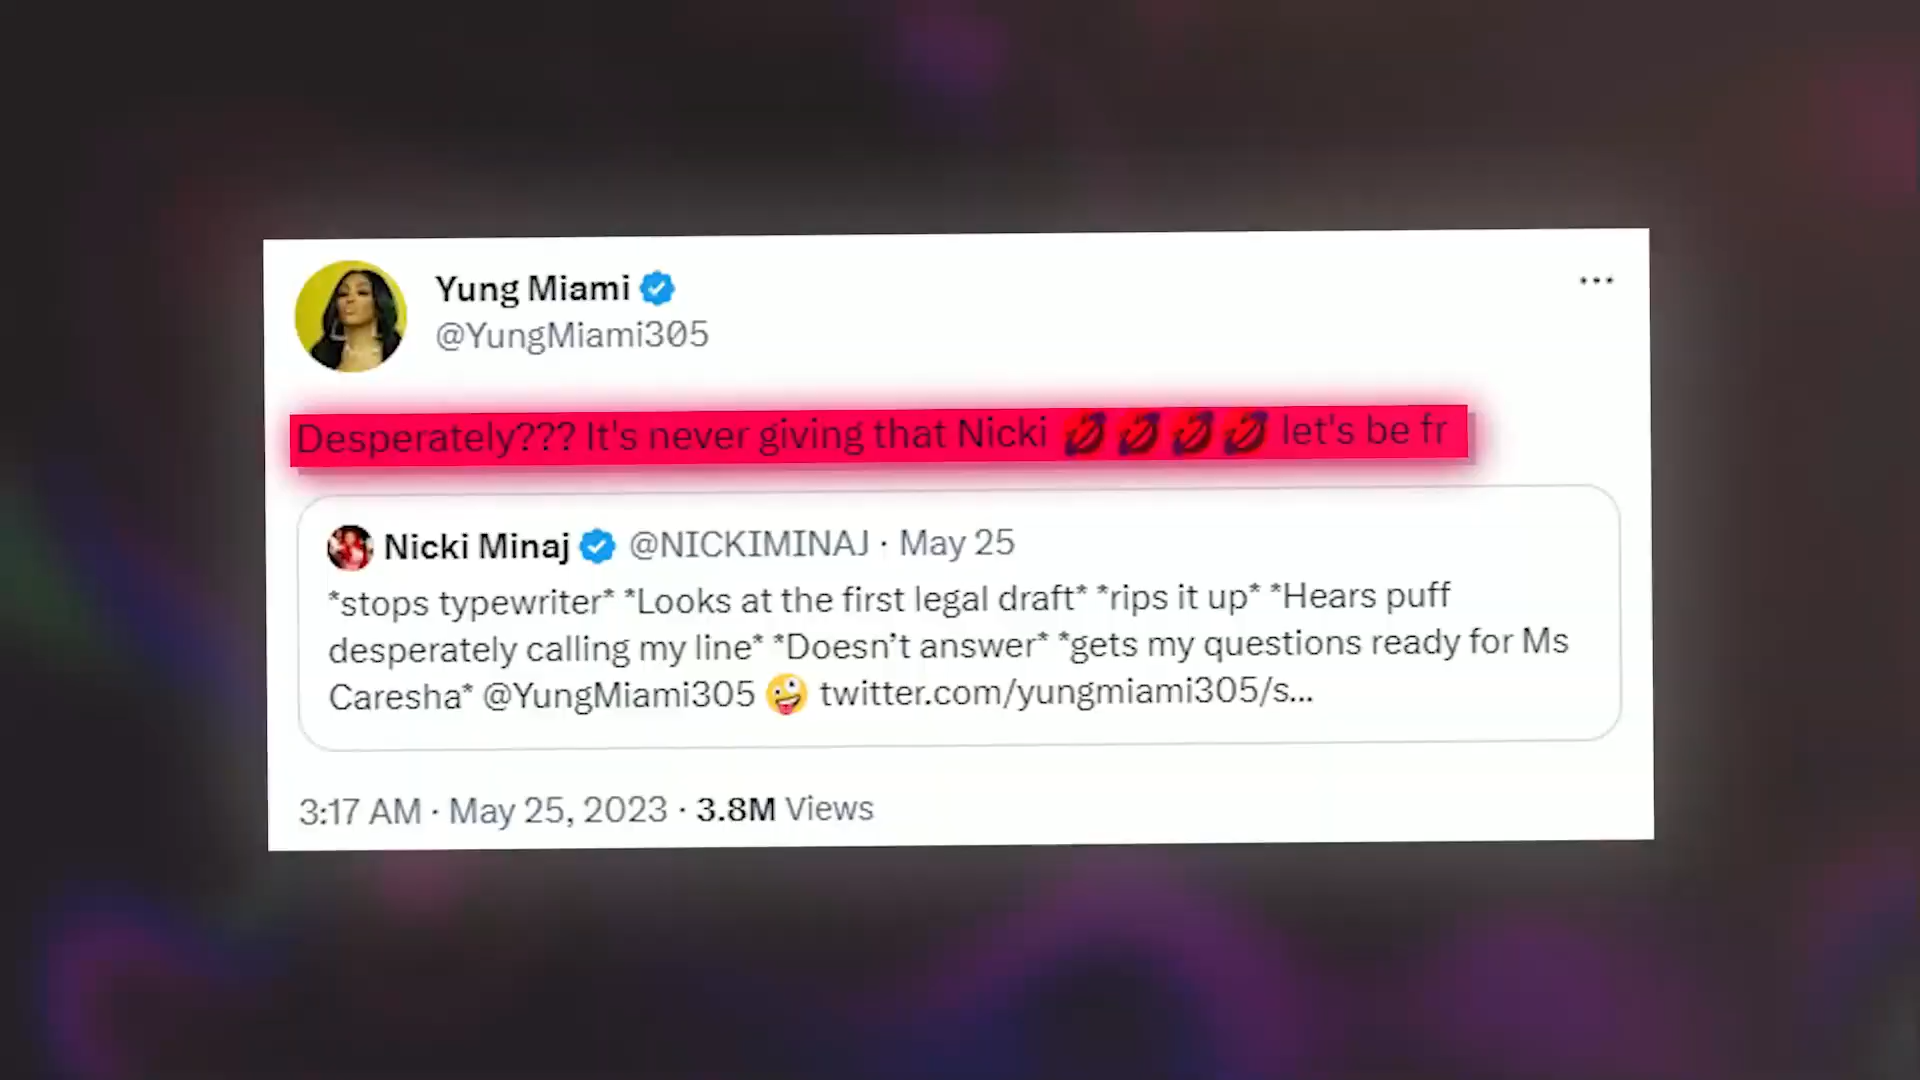 Yung Miami
@YungMiami305
Desperately??? It's never giving that Nicki 🤣🤣🤣🤣 let's be fr
Nicki Minaj @NICKIMINAJ · May 25
*stops typewriter* *Looks at the first legal draft* *rips it up* *Hears puff
desperately calling my line* *Doesn’t answer* *gets my questions ready for Ms
Caresha* @YungMiami305 🤪 twitter.com/yungmiami305/s...
3:17 AM · May 25, 2023 · 3.8M Views